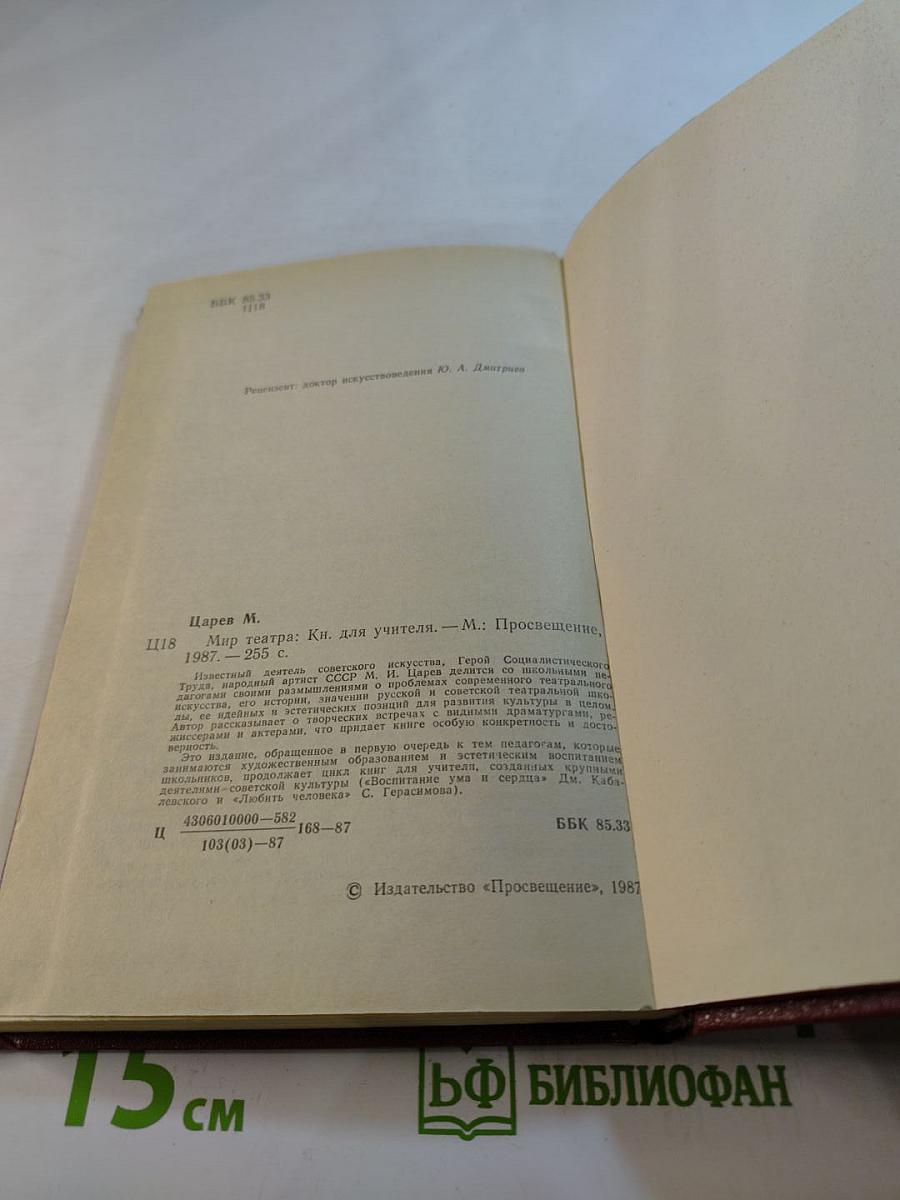 ББК 85.33
Ц18
Рецензент: доктор искусствоведения Ю. А. Дмитриев
Царев М.
Ц18 Мир театра: Кн. для учителя. — М.: Просвещение,
1987. — 255 с.
Известный деятель советского искусства, Герой Социалистического
Труда, народный артист СССР М. И. Царев делится со школьными пе-
дагогами своими размышлениями о проблемах современного театрального
искусства, его истории, значении русской и советской театральной шко-
лы, ее идейных и эстетических позиций для развития культуры в целом.
Автор рассказывает о творческих встречах с видными драматургами, ре-
жиссерами и актерами, что придает книге особую конкретность и досто-
верность.
Это издание, обращенное в первую очередь к тем педагогам, которые
занимаются художественным образованием и эстетическим воспитанием
школьников, продолжает цикл книг для учителя, созданных крупными
деятелями советской культуры («Воспитание ума и сердца» Дм. Каба-
левского и «Любить человека» С. Герасимова).
Ц 4306010000—582
103(03)—87 168—87 ББК 85.33
© Издательство «Просвещение», 1987
15 см
ЬФ БИБЛИОФАН